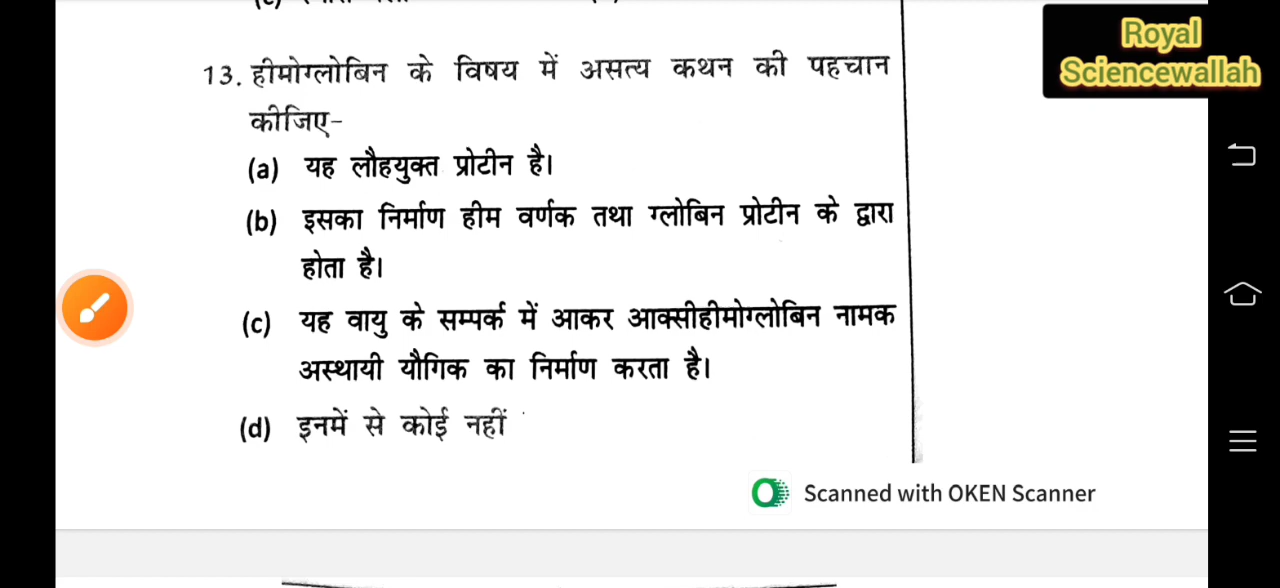 Royal
Sciencewallah
13. हीमोग्लोबिन के विषय में असत्य कथन की पहचान
कीजिए-
(a) यह लौहयुक्त प्रोटीन है।
(b) इसका निर्माण हीम वर्णक तथा ग्लोबिन प्रोटीन के द्वारा
होता है।
(c) यह वायु के सम्पर्क में आकर आक्सीहीमोग्लोबिन नामक
अस्थायी यौगिक का निर्माण करता है।
(d) इनमें से कोई नहीं
Scanned with OKEN Scanner